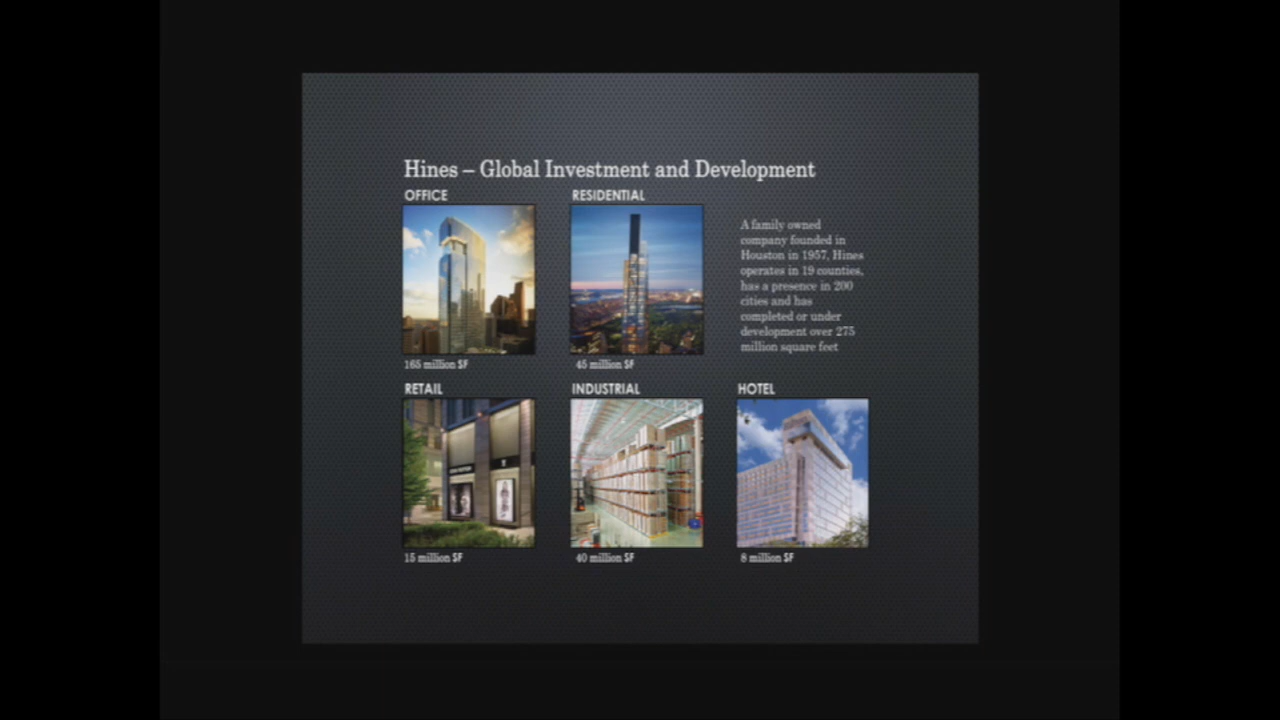 Hines – Global Investment and Development
OFFICE
RESIDENTIAL
A family owned
company founded in
Houston in 1957, Hines
operates in 19 counties,
has a presence in 200
cities and has
completed or under
development over 275
million square feet
165 million SF
45 million SF
RETAIL
INDUSTRIAL
HOTEL
15 million SF
40 million SF
8 million SF